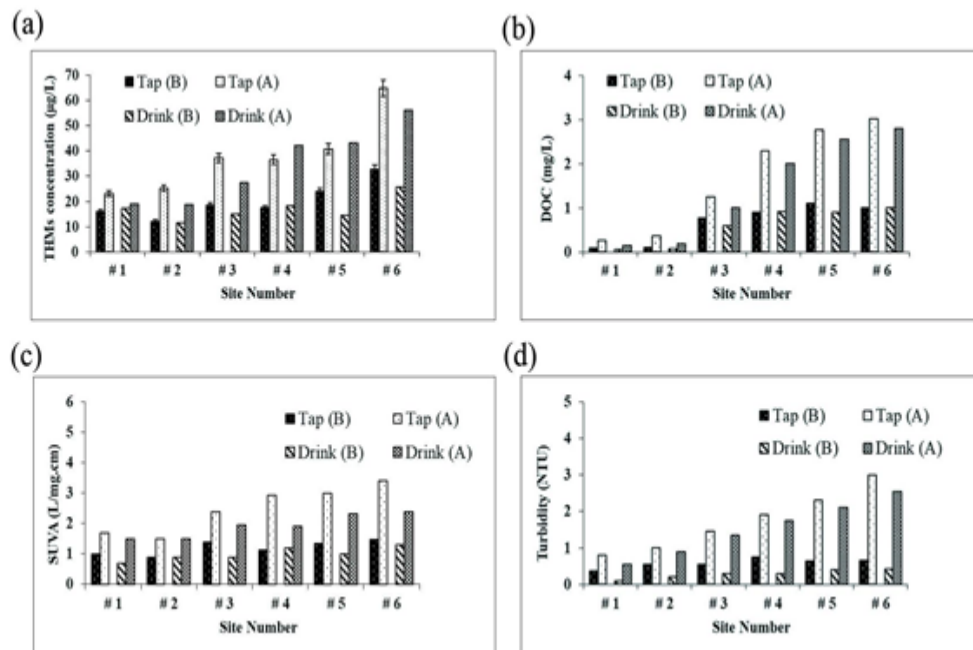 (a)
THMs concentration (µg/L)
70
60
50
40
30
20
10
0
Tap (B) Tap (A)
Drink (B) Drink (A)
# 1 # 2 # 3 # 4 # 5 # 6
Site Number
(b)
DOC (mg/L)
4
3
2
1
0
Tap (B) Tap (A)
Drink (B) Drink (A)
# 1 # 2 # 3 # 4 # 5 # 6
Site Number
(c)
SUVA (L/mg.cm)
6
5
4
3
2
1
0
Tap (B) Tap (A)
Drink (B) Drink (A)
# 1 # 2 # 3 # 4 # 5 # 6
Site Number
(d)
Turbidity (NTU)
5
4
3
2
1
0
Tap (B) Tap (A)
Drink (B) Drink (A)
# 1 # 2 # 3 # 4 # 5 # 6
Site Number